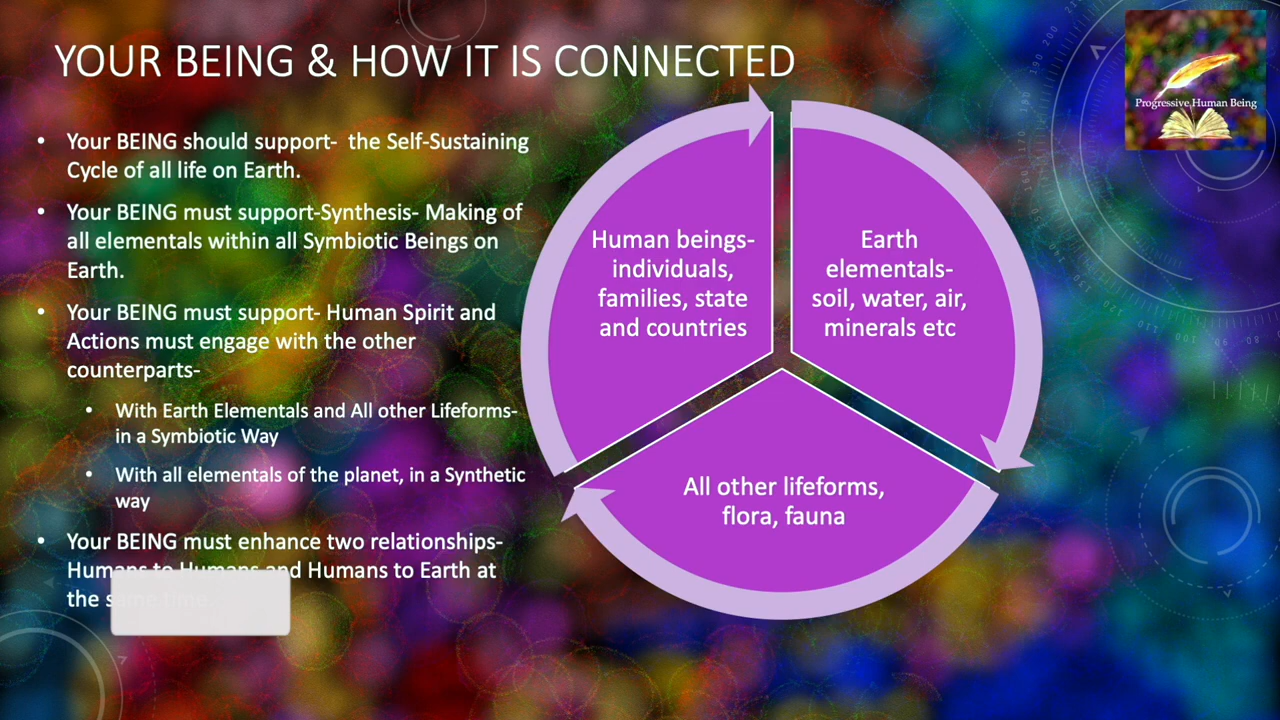 YOUR BEING & HOW IT IS CONNECTED
Progressive Human Being
• Your BEING should support- the Self-Sustaining
Cycle of all life on Earth.
• Your BEING must support-Synthesis- Making of
all elementals within all Symbiotic Beings on
Earth.
• Your BEING must support- Human Spirit and
Actions must engage with the other
counterparts-
• With Earth Elementals and All other Lifeforms-
in a Symbiotic Way
• With all elementals of the planet, in a Synthetic
way
• Your BEING must enhance two relationships-
Humans to Humans and Humans to Earth at
the same time.
Human beings-
individuals,
families, state
and countries
Earth
elementals-
soil, water, air,
minerals etc
All other lifeforms,
flora, fauna